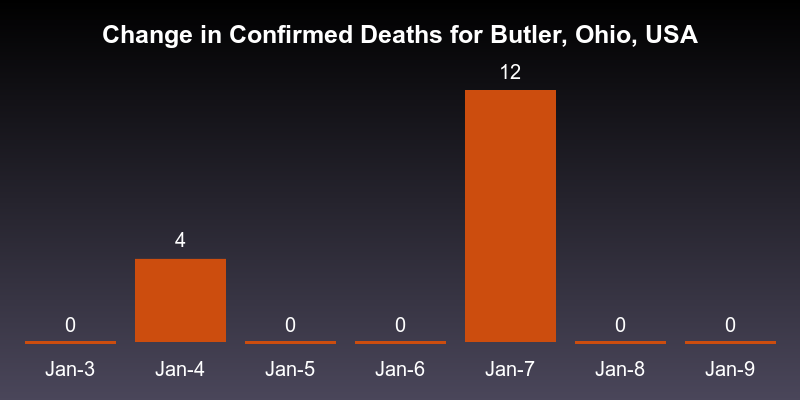 Change in Confirmed Deaths for Butler, Ohio, USA
12
4
0 0 0 0 0
Jan-3 Jan-4 Jan-5 Jan-6 Jan-7 Jan-8 Jan-9